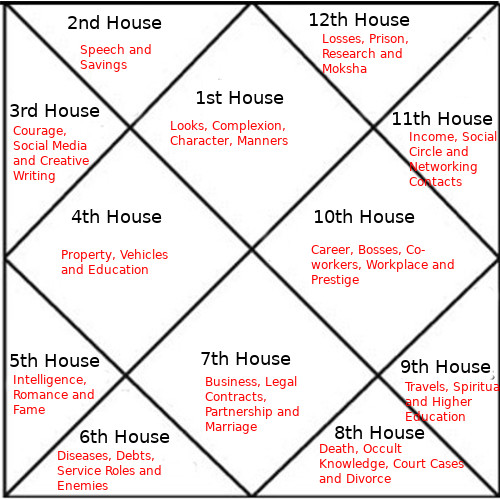 2nd House
Speech and
Savings
12th House
Losses, Prison,
Research and
Moksha
1st House
Looks, Complexion,
Character, Manners
3rd House
Courage,
Social Media
and Creative
Writing
11th House
Income, Social
Circle and
Networking
Contacts
4th House
Property, Vehicles
and Education
10th House
Career, Bosses, Co-
workers, Workplace and
Prestige
5th House
Intelligence,
Romance and
Fame
7th House
Business, Legal
Contracts,
Partnership and
Marriage
9th House
Travels, Spiritua
and Higher
Education
6th House
Diseases, Debts,
Service Roles and
Enemies
8th House
Death, Occult
Knowledge, Court Cases
and Divorce